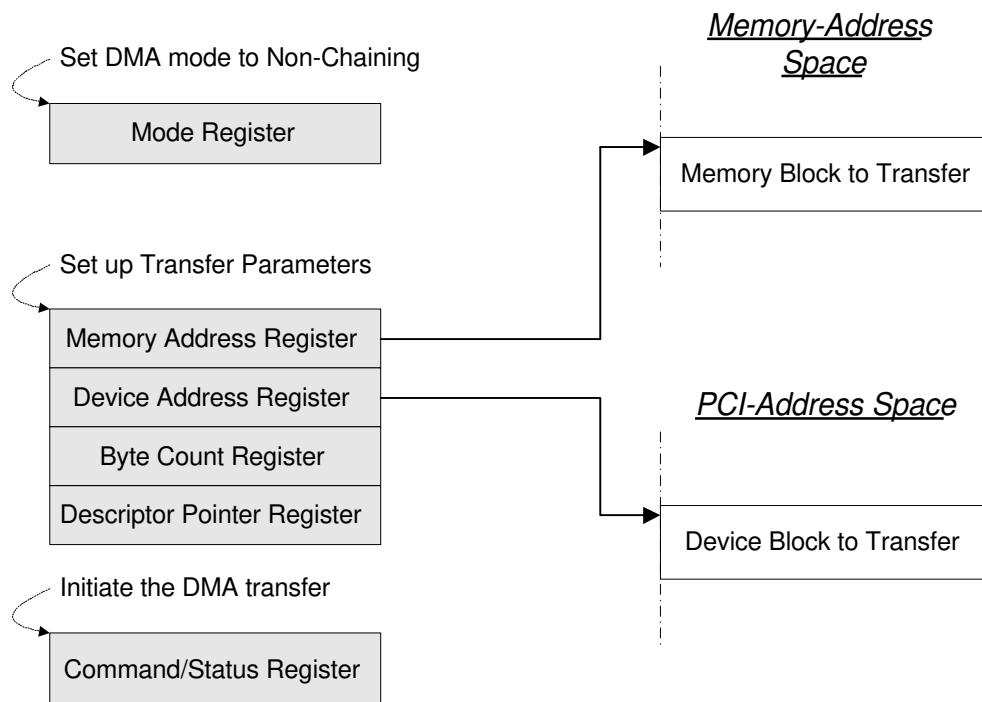 Set DMA mode to Non-Chaining
Mode Register
Set up Transfer Parameters
Memory Address Register
Device Address Register
Byte Count Register
Descriptor Pointer Register
Initiate the DMA transfer
Command/Status Register
Memory-Address
Space
Memory Block to Transfer
PCI-Address Space
Device Block to Transfer